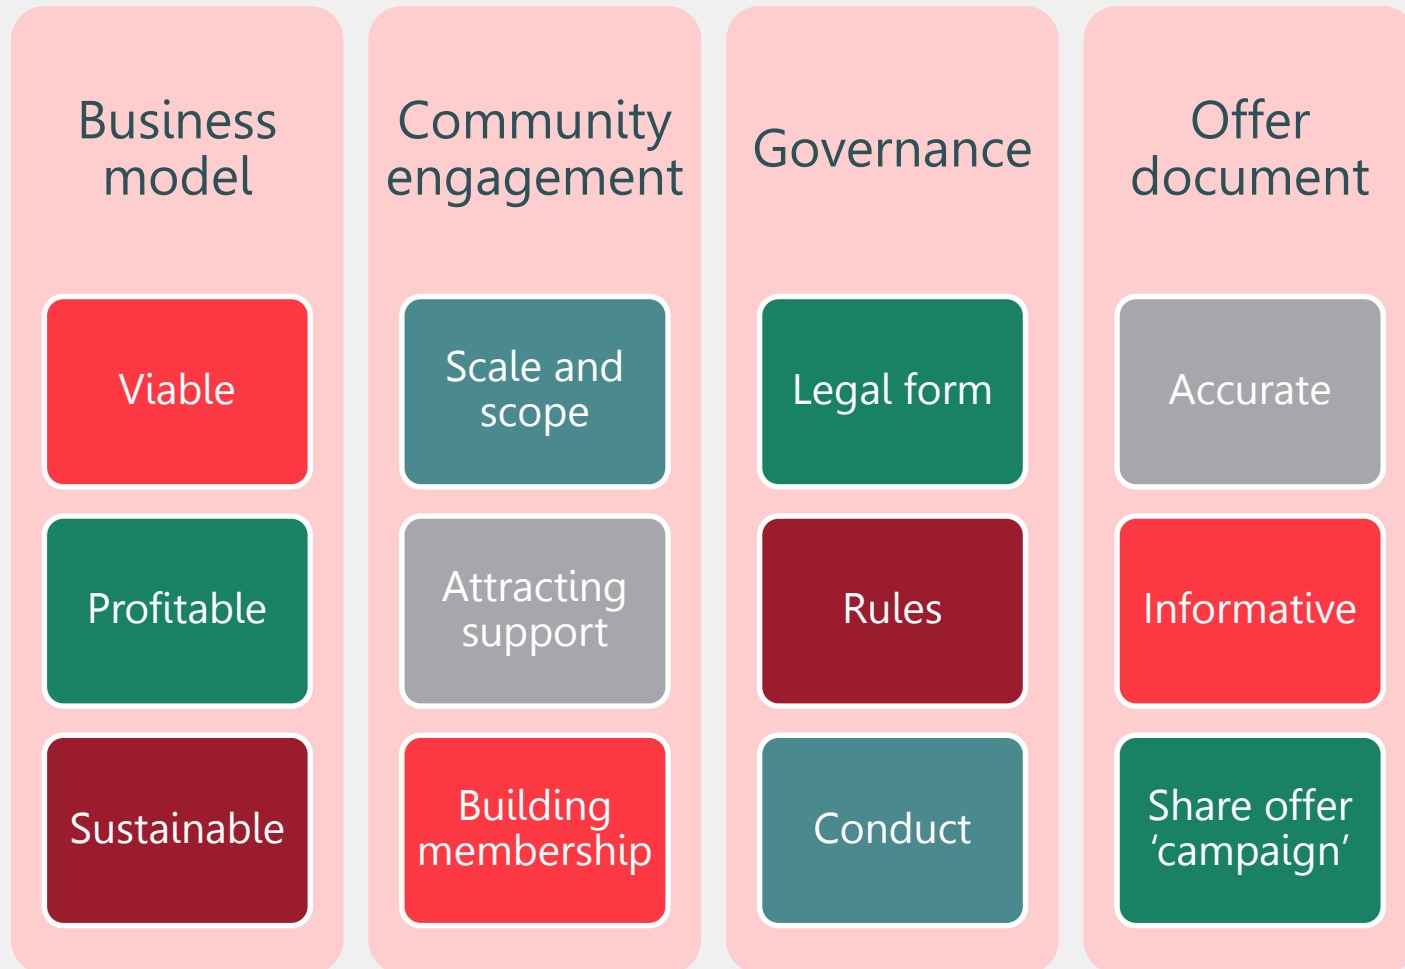 Business
model
Viable
Profitable
Sustainable
Community
engagement
Scale and
scope
Attracting
support
Building
membership
Governance
Legal form
Rules
Conduct
Offer
document
Accurate
Informative
Share offer
‘campaign’